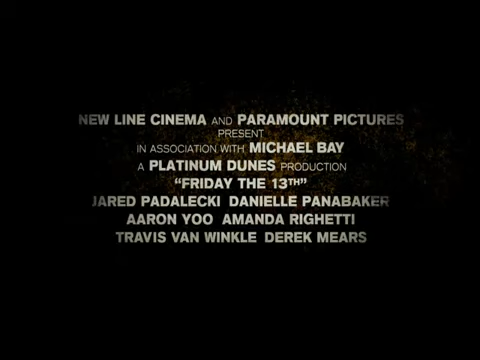 NEW LINE CINEMA AND PARAMOUNT PICTURES
PRESENT
IN ASSOCIATION WITH MICHAEL BAY
A PLATINUM DUNES PRODUCTION
"FRIDAY THE 13TH"
JARED PADALECKI DANIELLE PANABAKER
AARON YOO AMANDA RIGHETTI
TRAVIS VAN WINKLE DEREK MEARS